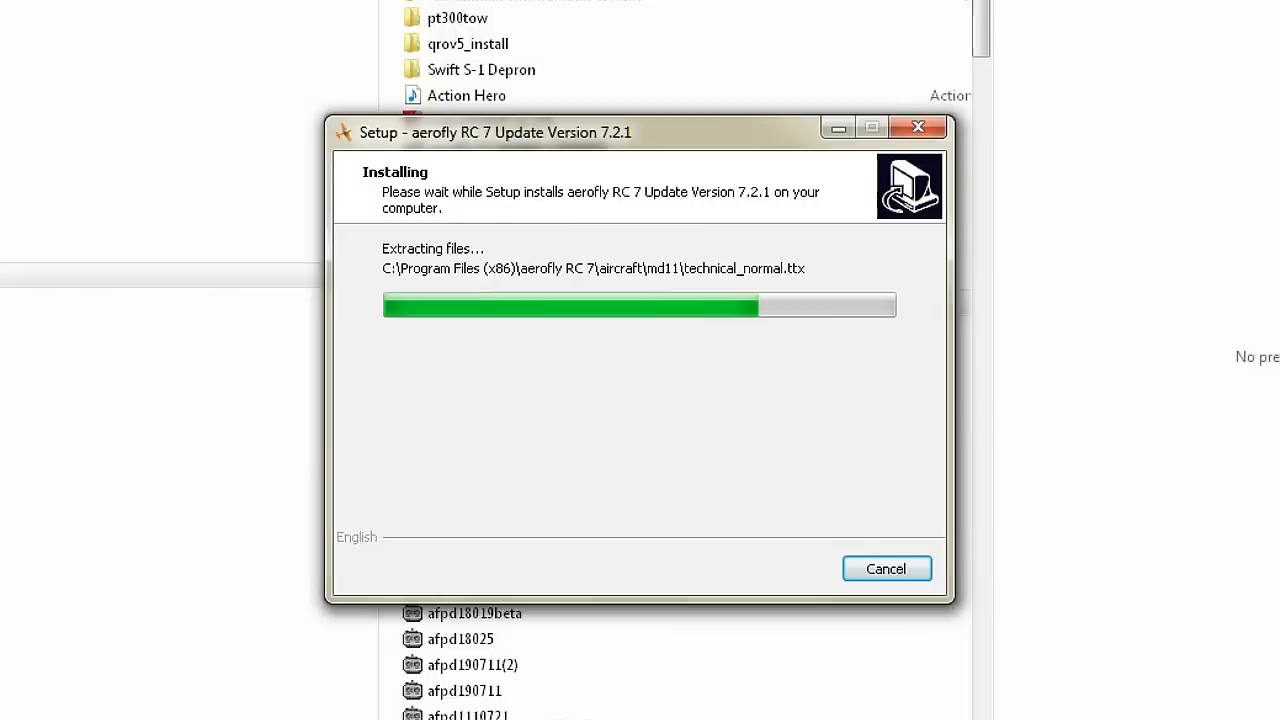 pt300tow
qrov5_install
Swift S-1 Depron
Action Hero
Action
Setup - aerofly RC 7 Update Version 7.2.1
Installing
Please wait while Setup installs aerofly RC 7 Update Version 7.2.1 on your
computer.
Extracting files...
C:\Program Files (x86)\aerofly RC 7\aircraft\md11\technical_normal.ttx
No pre
English
Cancel
afpd18019beta
afpd18025
afpd190711(2)
afpd190711
afpd1110721